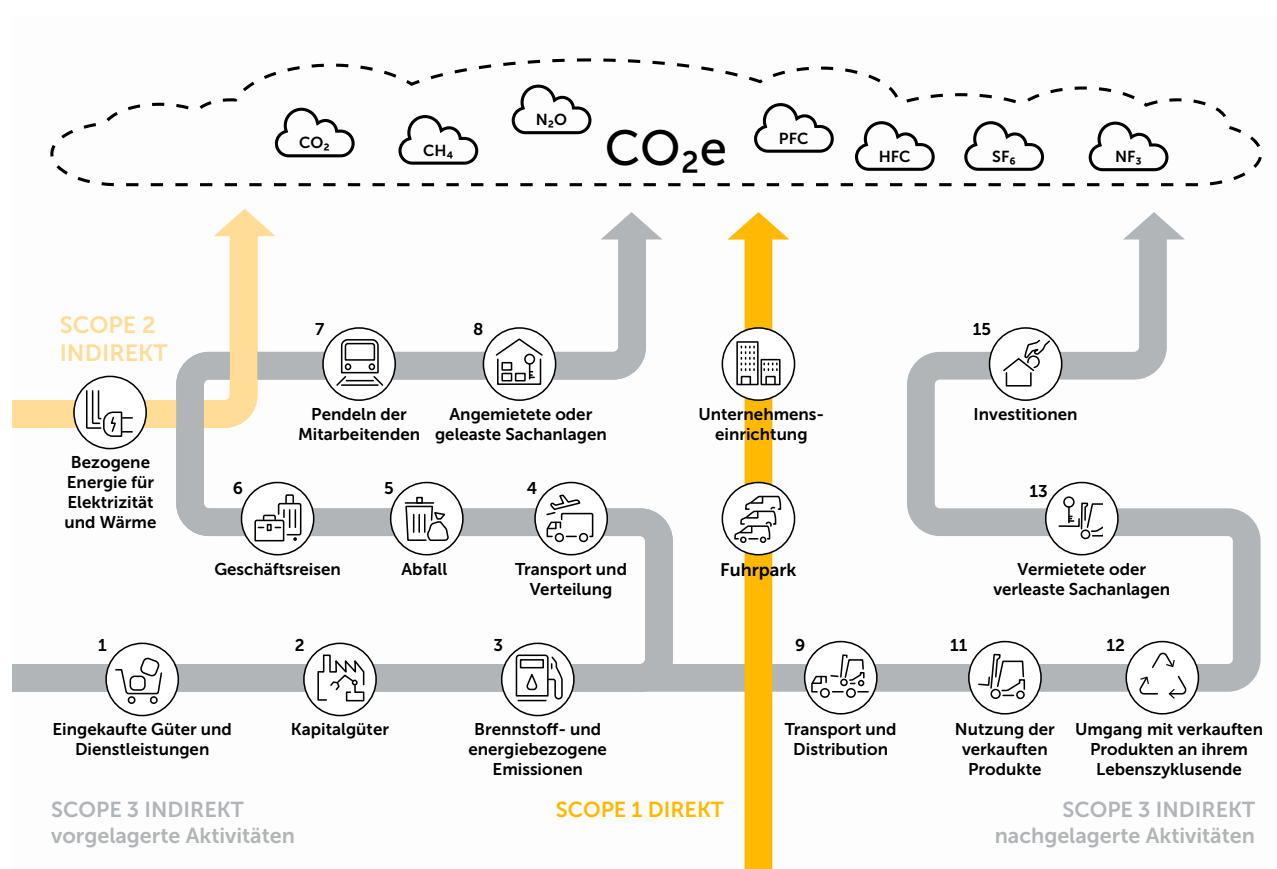 CO₂
CH₄
N₂O
CO₂e
PFC
HFC
SF₆
NF₃
SCOPE 2
INDIREKT
Bezogene
Energie für
Elektrizität
und Wärme
7
Pendeln der
Mitarbeitenden
8
Angemietete oder
geleaste Sachanlagen
Unternehmens-
einrichtung
15
Investitionen
6
Geschäftsreisen
5
Abfall
4
Transport und
Verteilung
Fuhrpark
13
Vermietete oder
verleaste Sachanlagen
1
Eingekaufte Güter und
Dienstleistungen
2
Kapitalgüter
3
Brennstoff- und
energiebezogene
Emissionen
9
Transport und
Distribution
11
Nutzung der
verkauften
Produkte
12
Umgang mit verkauften
Produkten an ihrem
Lebenszyklusende
SCOPE 3 INDIREKT
vorgelagerte Aktivitäten
SCOPE 1 DIREKT
SCOPE 3 INDIREKT
nachgelagerte Aktivitäten